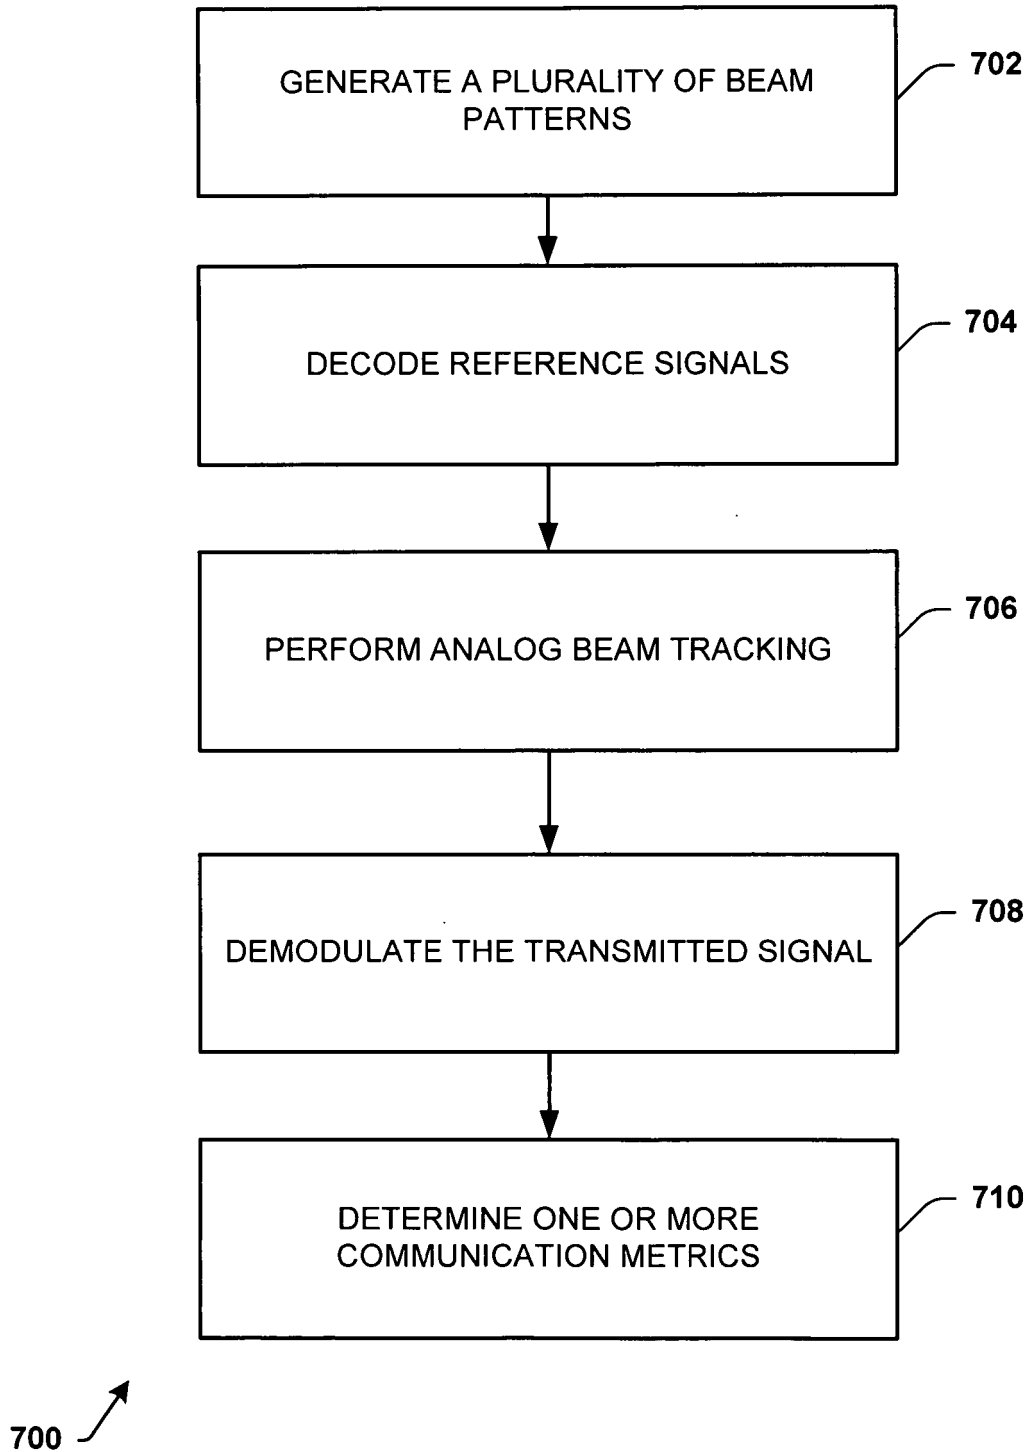 GENERATE A PLURALITY OF BEAM
PATTERNS
702
DECODE REFERENCE SIGNALS
704
PERFORM ANALOG BEAM TRACKING
706
DEMODULATE THE TRANSMITTED SIGNAL
708
DETERMINE ONE OR MORE
COMMUNICATION METRICS
710
700